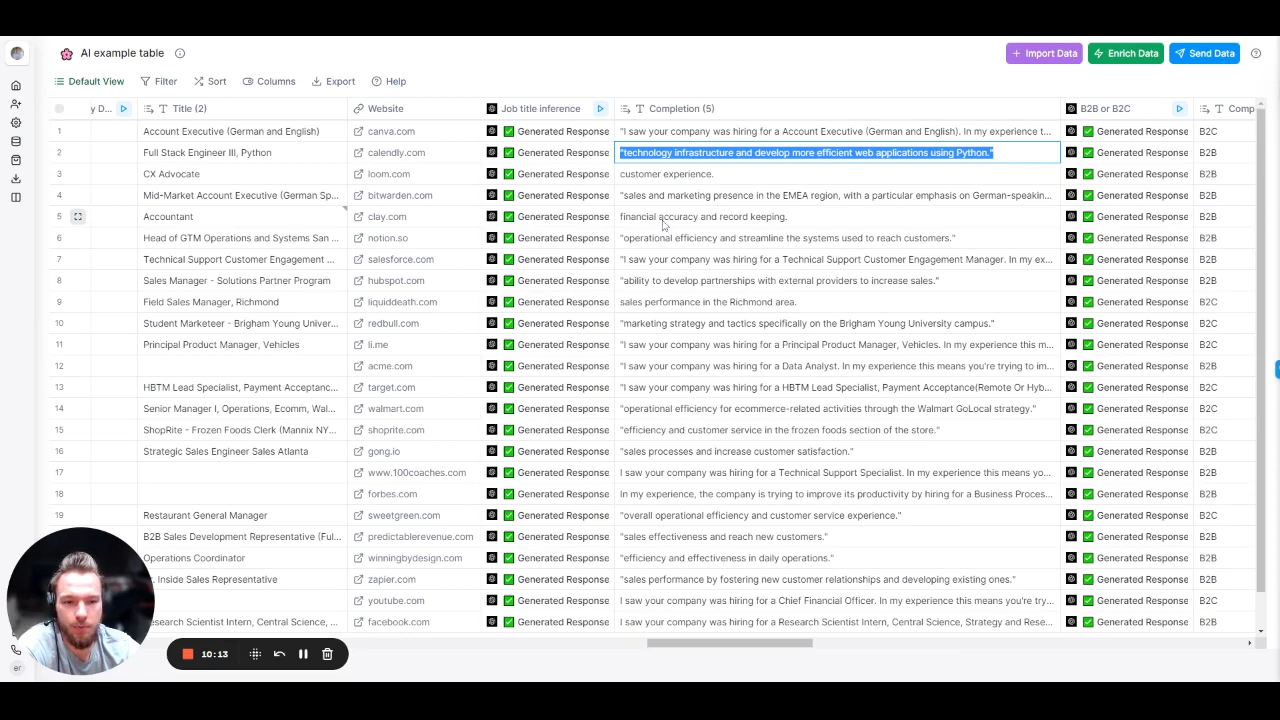 AI example table
Import Data Enrich Data Send Data
Default View Filter Sort Columns Export Help
y D... Title (2) Website Job title inference Completion (5) B2B or B2C Comp
1 Account Executive (German and English) canva.com Generated Response "I saw your company was hiring for a Account Executive (German and English). In my experience t... Generated Response B2C
2 Full Stack Engineer III, Python calendly.com Generated Response "technology infrastructure and develop more efficient web applications using Python." Generated Response B2B
3 CX Advocate loom.com Generated Response customer experience. Generated Response B2B
4 Mid-Market Account Executive (German Sp... bitwarden.com Generated Response "sales and marketing presence in the EMEA region, with a particular emphasis on German-speakin... Generated Response B2B
5 Accountant clay.com Generated Response financial accuracy and record keeping. Generated Response B2B
6 Head of GTM Operations and Systems San ... notion.so Generated Response "operational efficiency and streamline the systems used to reach customers." Generated Response B2B
7 Technical Support Customer Engagement ... salesforce.com Generated Response "I saw your company was hiring for a Technical Support Customer Engagement Manager. In my ex... Generated Response B2B
8 Sales Manager - Solutions Partner Program hubspot.com Generated Response "ability to develop partnerships with external providers to increase sales." Generated Response B2B
9 Field Sales Manager, Richmond liquiddeath.com Generated Response sales performance in the Richmond area. Generated Response B2C
10 Student Marketeer - Brigham Young Univer... redbull.com Generated Response "marketing strategy and tactics specifically on the Brigham Young University campus." Generated Response B2C
11 Principal Product Manager, Vehicles li.me Generated Response "I saw your company was hiring for a Principal Product Manager, Vehicles. In my experience this m... Generated Response B2C
12 acme.com Generated Response "I saw your company was hiring for a Data Analyst. In my experience this means you're trying to im... Generated Response B2B
13 HBTM Lead Specialist, Payment Acceptanc... target.com Generated Response "I saw your company was hiring for a HBTM Lead Specialist, Payment Acceptance(Remote Or Hyb... Generated Response B2C
14 Senior Manager I, Operations, Ecomm, Wal... walmart.com Generated Response "operational efficiency for ecommerce-related activities through the Walmart GoLocal strategy." Generated Response B2C
15 ShopRite - Frozen Foods Clerk (Mannix NY... shoprite.com Generated Response "efficiency and customer service in the frozen foods section of the store." Generated Response B2C
16 Strategic Sales Engineer Sales Atlanta gong.io Generated Response "sales processes and increase customer satisfaction." Generated Response B2B
17 www.100coaches.com Generated Response I saw your company was hiring for a Technical Support Specialist. In my experience this means yo... Generated Response B2B
18 forbes.com Generated Response In my experience, the company is trying to improve its productivity by hiring for a Business Proces... Generated Response B2B
19 Restaurant General Manager sweetgreen.com Generated Response "overall operational efficiency and customer service experience." Generated Response B2C
B2B Sales Development Representative (Ful... predictablerevenue.com Generated Response "sales effectiveness and reach new customers." Generated Response B2B
Operations Coordinator winningbydesign.com Generated Response "efficiency and effectiveness in daily operations." Generated Response B2B
Inside Sales Representative zapier.com Generated Response "sales performance by fostering new customer relationships and developing existing ones." Generated Response B2B
youtube.com Generated Response I saw your company was hiring for a Chief Financial Officer. In my experience this means you're try... Generated Response B2C
esearch Scientist Intern, Central Science, ... facebook.com Generated Response I saw your company was hiring for a Research Scientist Intern, Central Science, Strategy and Rese... Generated Response B2B
10:13
er